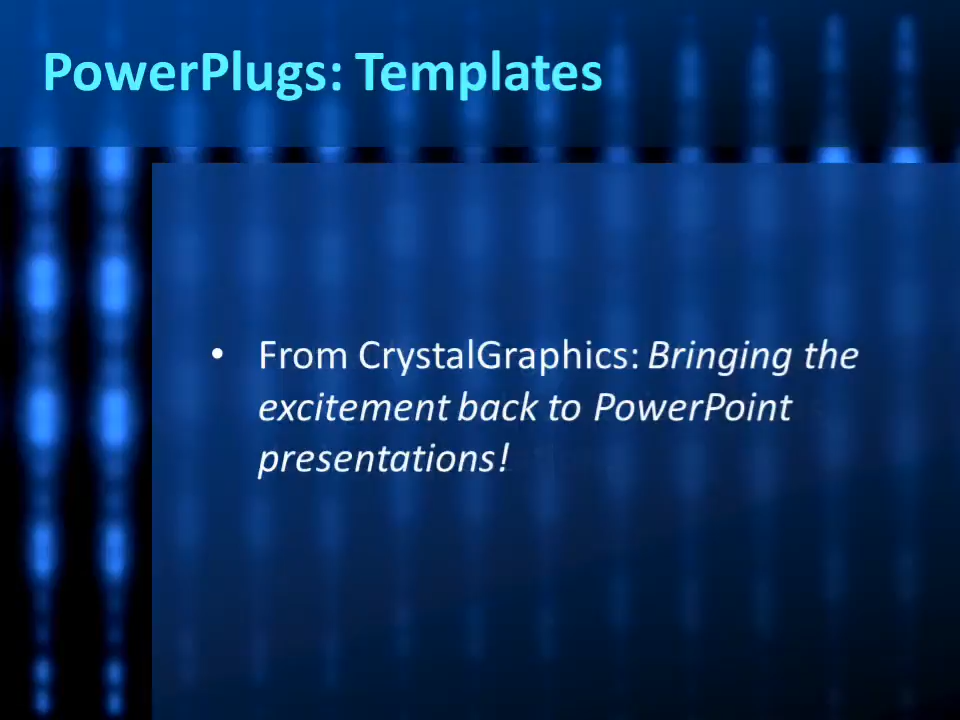 PowerPlugs: Templates
• From CrystalGraphics: Bringing the
excitement back to PowerPoint
presentations!